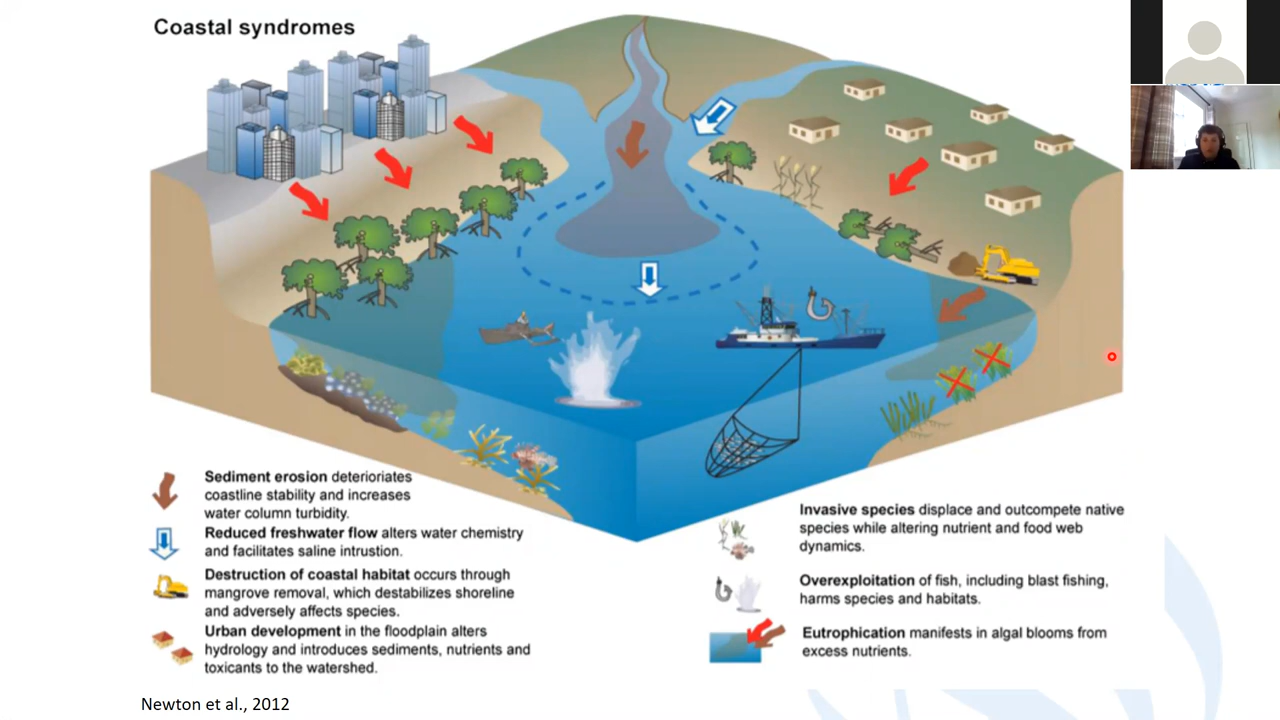 Coastal syndromes
Sediment erosion deterioriates
coastline stability and increases
water column turbidity.
Reduced freshwater flow alters water chemistry
and facilitates saline intrustion.
Destruction of coastal habitat occurs through
mangrove removal, which destabilizes shoreline
and adversely affects species.
Urban development in the floodplain alters
hydrology and introduces sediments, nutrients and
toxicants to the watershed.
Invasive species displace and outcompete native
species while altering nutrient and food web
dynamics.
Overexploitation of fish, including blast fishing,
harms species and habitats.
Eutrophication manifests in algal blooms from
excess nutrients.
Newton et al., 2012